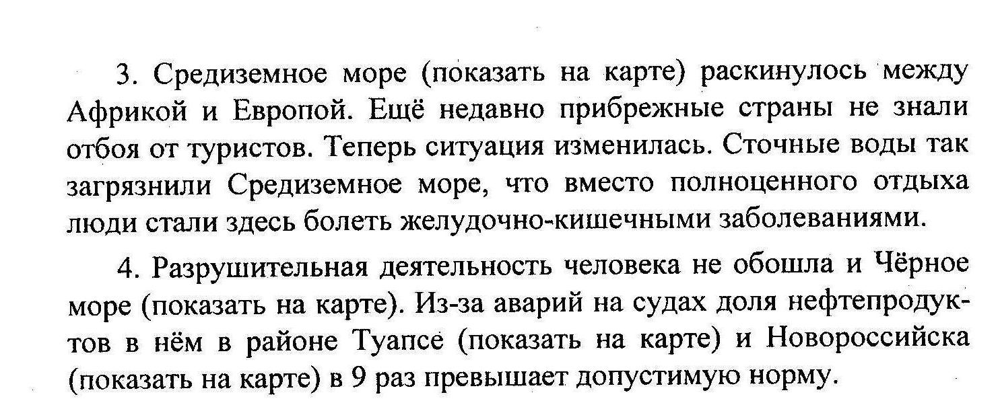 3. Средиземное море (показать на карте) раскинулось между
Африкой и Европой. Ещё недавно прибрежные страны не знали
отбоя от туристов. Теперь ситуация изменилась. Сточные воды так
загрязнили Средиземное море, что вместо полноценного отдыха
люди стали здесь болеть желудочно-кишечными заболеваниями.
4. Разрушительная деятельность человека не обошла и Чёрное
море (показать на карте). Из-за аварий на судах доля нефтепродук-
тов в нём в районе Туапсе (показать на карте) и Новороссийска
(показать на карте) в 9 раз превышает допустимую норму.